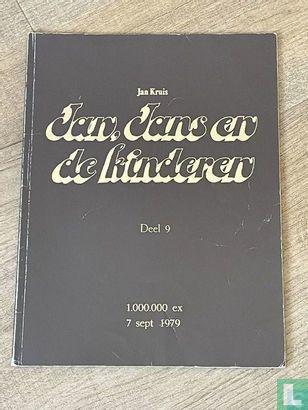 Jan Kruis
Jan, Jans en
de kinderen
Deel 9
1.000.000 ex
7 sept 1979